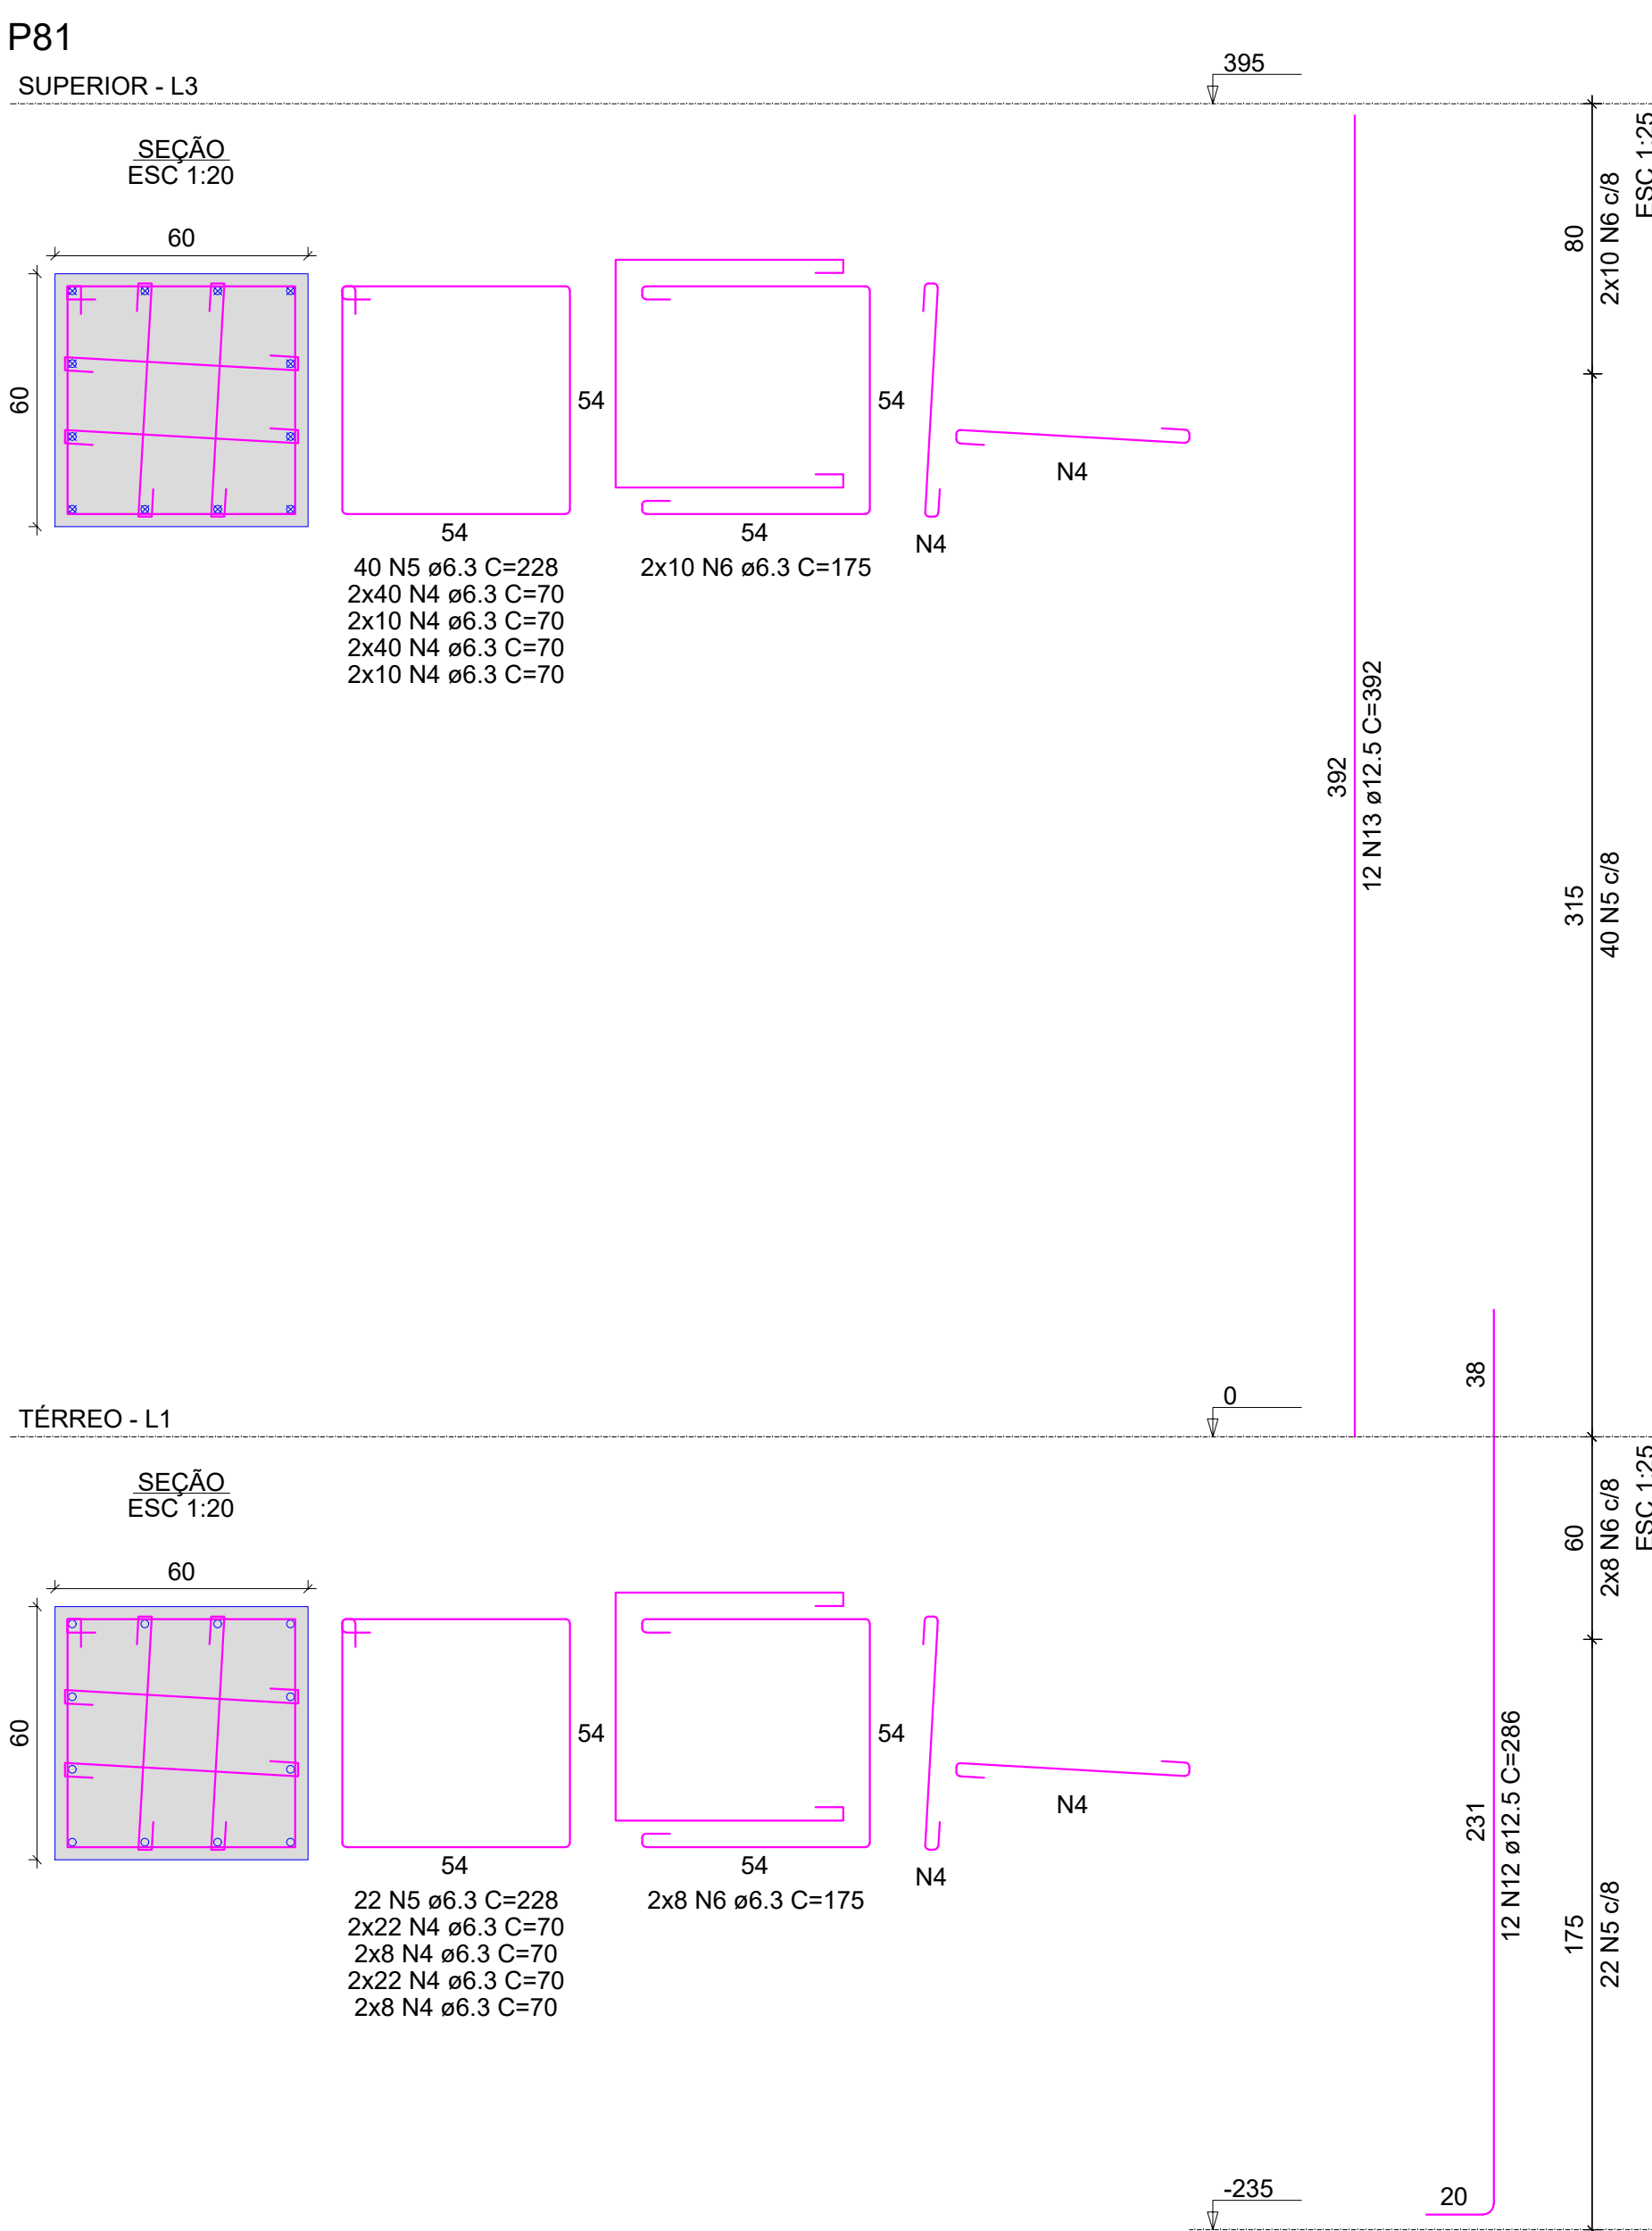 P81
SUPERIOR - L3
395
SEÇÃO
ESC 1:20
60
60
54
54
54
54
40 N5 ø6.3 C=228
2x40 N4 ø6.3 C=70
2x10 N4 ø6.3 C=70
2x40 N4 ø6.3 C=70
2x10 N4 ø6.3 C=70
2x10 N6 ø6.3 C=175
N4
N4
392
12 N13 ø12.5 C=392
80
2x10 N6 c/8
ESC 1:25
315
40 N5 c/8
38
TÉRREO - L1
0
SEÇÃO
ESC 1:20
60
60
54
54
54
54
22 N5 ø6.3 C=228
2x22 N4 ø6.3 C=70
2x8 N4 ø6.3 C=70
2x22 N4 ø6.3 C=70
2x8 N4 ø6.3 C=70
2x8 N6 ø6.3 C=175
N4
N4
231
12 N12 ø12.5 C=286
60
2x8 N6 c/8
ESC 1:25
175
22 N5 c/8
-235
20